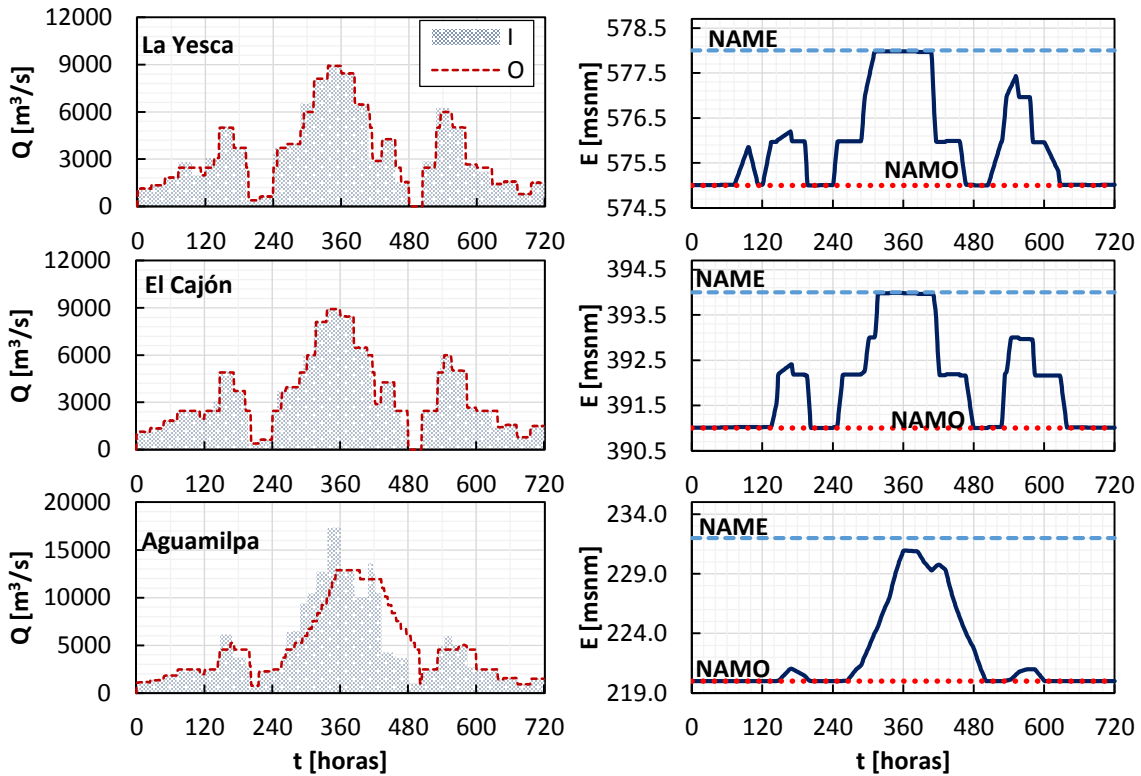 12000
9000
6000
3000
0
Q [m³/s]
La Yesca
I
O
0 120 240 360 480 600 720
578.5
577.5
576.5
575.5
574.5
E [msnm]
NAME
NAMO
0 120 240 360 480 600 720
12000
9000
6000
3000
0
Q [m³/s]
El Cajón
0 120 240 360 480 600 720
394.5
393.5
392.5
391.5
390.5
E [msnm]
NAME
NAMO
0 120 240 360 480 600 720
20000
15000
10000
5000
0
Q [m³/s]
Aguamilpa
0 120 240 360 480 600 720
t [horas]
234.0
229.0
224.0
219.0
E [msnm]
NAME
NAMO
0 120 240 360 480 600 720
t [horas]